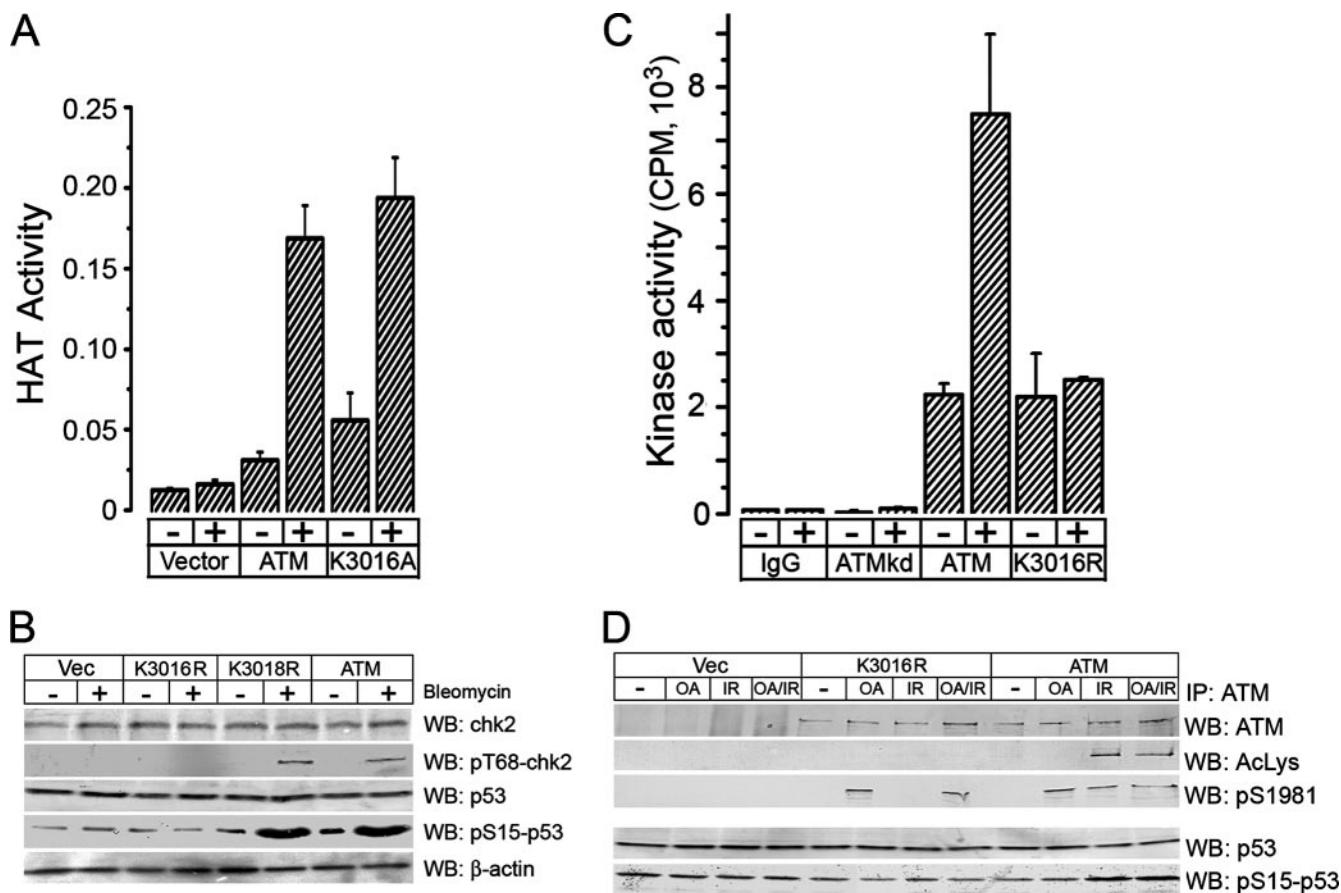 A
HAT Activity
0.25
0.20
0.15
0.10
0.05
0
- + - + - +
Vector ATM K3016A
C
Kinase activity (CPM, 10³)
8
6
4
2
0
- + - + - + - +
IgG ATMkd ATM K3016R
B
Vec K3016R K3018R ATM
- + - + - + - + Bleomycin
WB: chk2
WB: pT68-chk2
WB: p53
WB: pS15-p53
WB: β-actin
D
Vec K3016R ATM
- OA IR OA/IR - OA IR OA/IR - OA IR OA/IR IP: ATM
WB: ATM
WB: AcLys
WB: pS1981
WB: p53
WB: pS15-p53